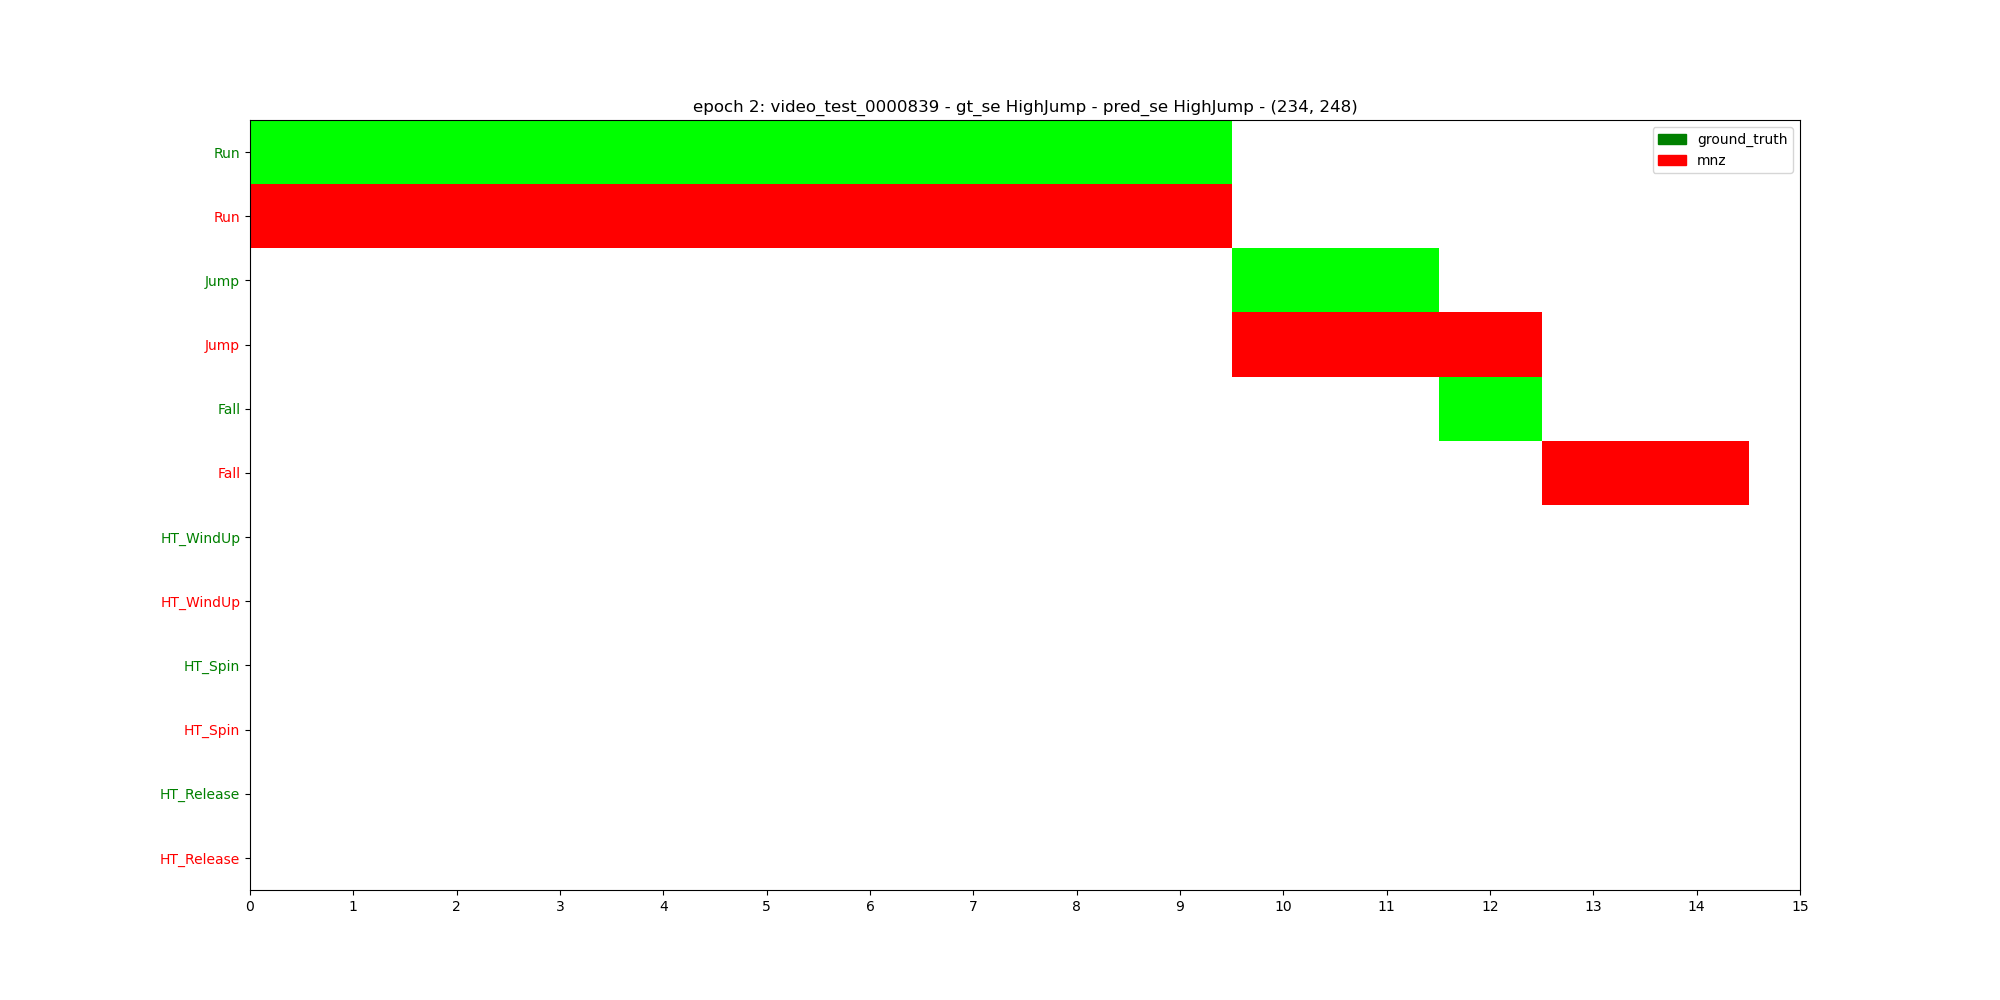 epoch 2: video_test_0000839 - gt_se HighJump - pred_se HighJump - (234, 248)
ground_truth
mnz
Run
Run
Jump
Jump
Fall
Fall
HT_WindUp
HT_WindUp
HT_Spin
HT_Spin
HT_Release
HT_Release
0 1 2 3 4 5 6 7 8 9 10 11 12 13 14 15